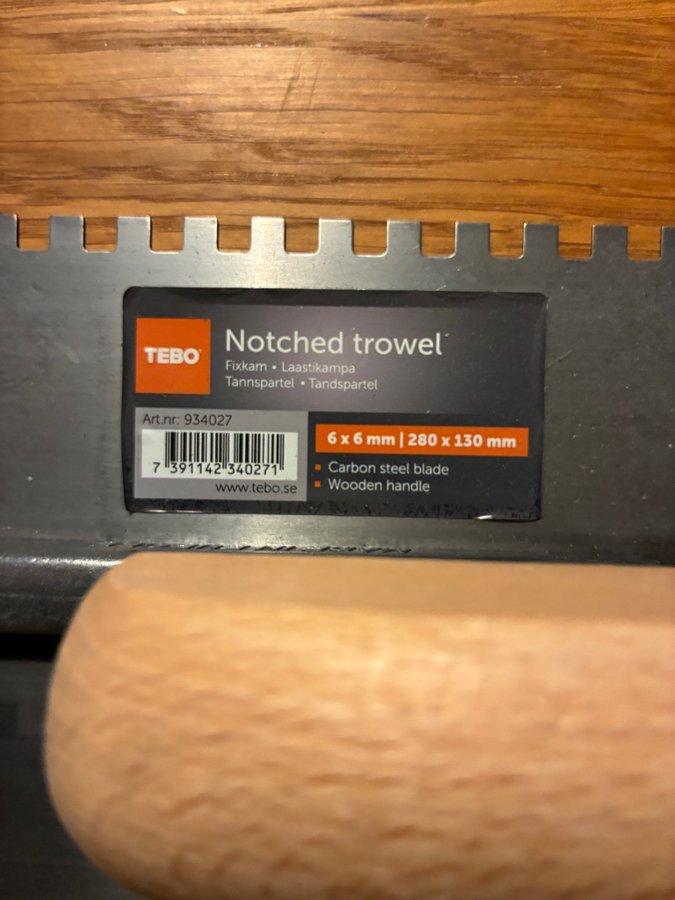 TEBO
Notched trowel
Fixkam • Laastikampa
Tannspartel • Tandspartel
Art.nr: 934027
7 391142 340271
www.tebo.se
6 x 6 mm | 280 x 130 mm
Carbon steel blade
Wooden handle